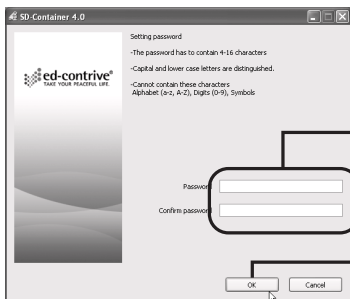 SD-Container 4.0
Setting password
-The password has to contain 4-16 characters
-Capital and lower case letters are distinguished.
-Cannot contain these characters
Alphabet (a-z, A-Z), Digits (0-9), Symbols
ed-contrive®
TAKE YOUR PEACEFUL LIFE.
Password
Confirm password
OK
Cancel